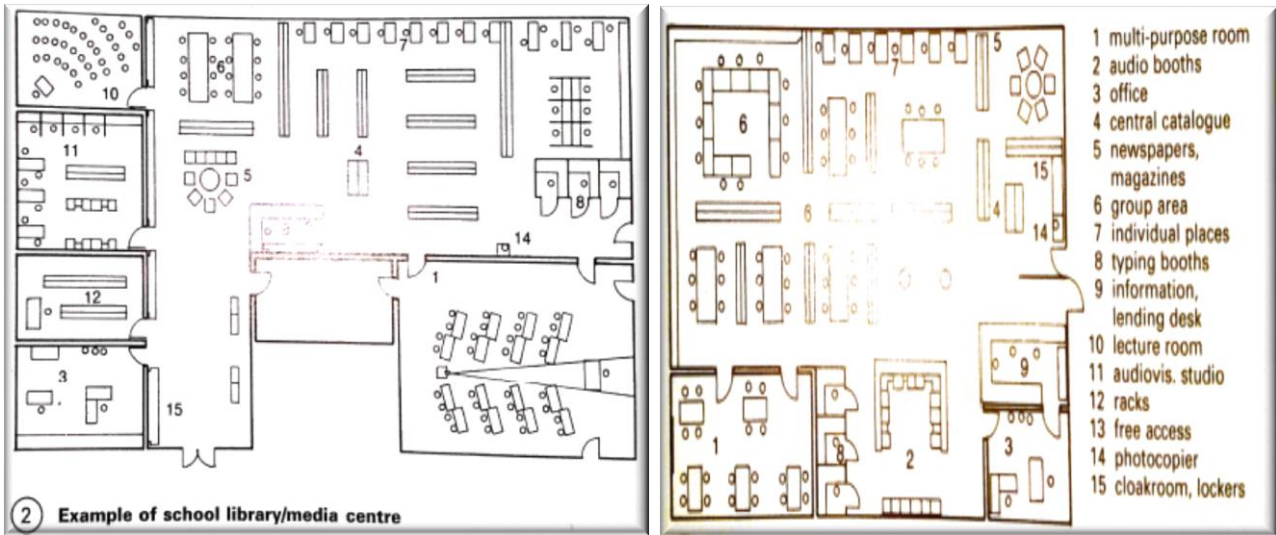 7
6
10
4
11
5
8
14
1
12
3
15
2 Example of school library/media centre
5
7
6
15
6
4
14
9
1
8
2
3
1 multi-purpose room
2 audio booths
3 office
4 central catalogue
5 newspapers,
magazines
6 group area
7 individual places
8 typing booths
9 information,
lending desk
10 lecture room
11 audiovis. studio
12 racks
13 free access
14 photocopier
15 cloakroom, lockers